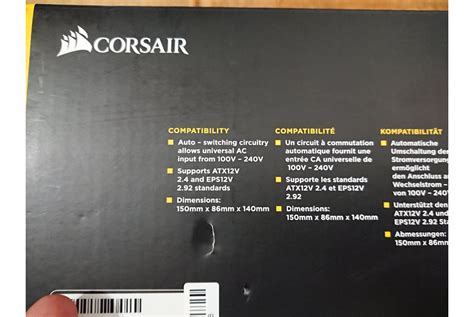 CORSAIR
COMPATIBILITY
Auto – switching circuitry
allows universal AC
input from 100V – 240V
Supports ATX12V
2.4 and EPS12V
2.92 standards
Dimensions:
150mm x 86mm x 140mm
COMPATIBILITÉ
Un circuit à commutation
automatique fournit une
entrée CA universelle de
100V – 240V
Supporte les standards
ATX12V 2.4 et EPS12V
2.92
Dimensions:
150mm x 86mm x 140mm
KOMPATIBILITÄT
Automatische
Umschaltung der
Stromversorgung
ermöglicht
den Anschluss an
Wechselstrom –
von 100V – 240V
Unterstützt den
ATX12V 2.4 und
EPS12V 2.92
Abmessungen:
150mm x 86mm